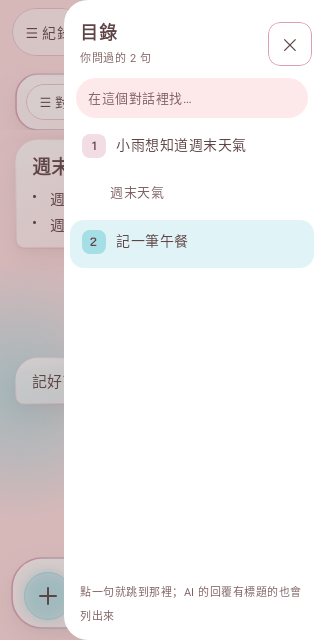 ☰ 紀
目錄
你問過的 2 句
☰ 對
在這個對話裡找…
1 小雨想知道週末天氣
週末
• 週
• 週
週末天氣
2 記一筆午餐
記好
點一句就跳到那裡；AI 的回覆有標題的也會
列出來